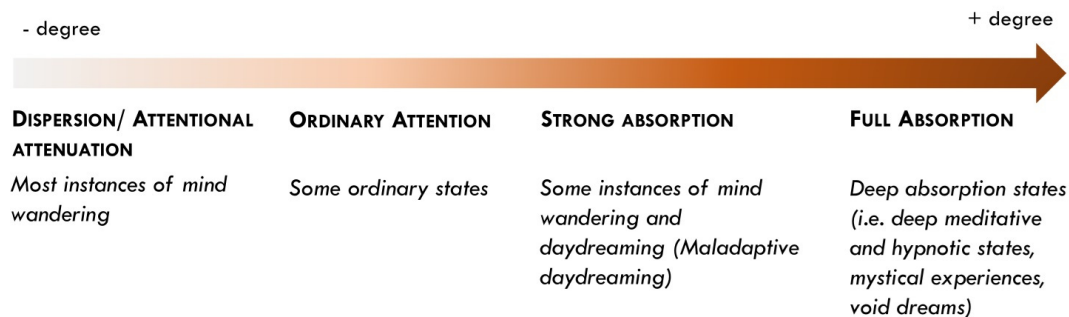 - degree
+ degree
Dispersion/ Attentional
attenuation
Most instances of mind
wandering
Ordinary Attention
Some ordinary states
Strong absorption
Some instances of mind
wandering and
daydreaming (Maladaptive
daydreaming)
Full Absorption
Deep absorption states
(i.e. deep meditative
and hypnotic states,
mystical experiences,
void dreams)